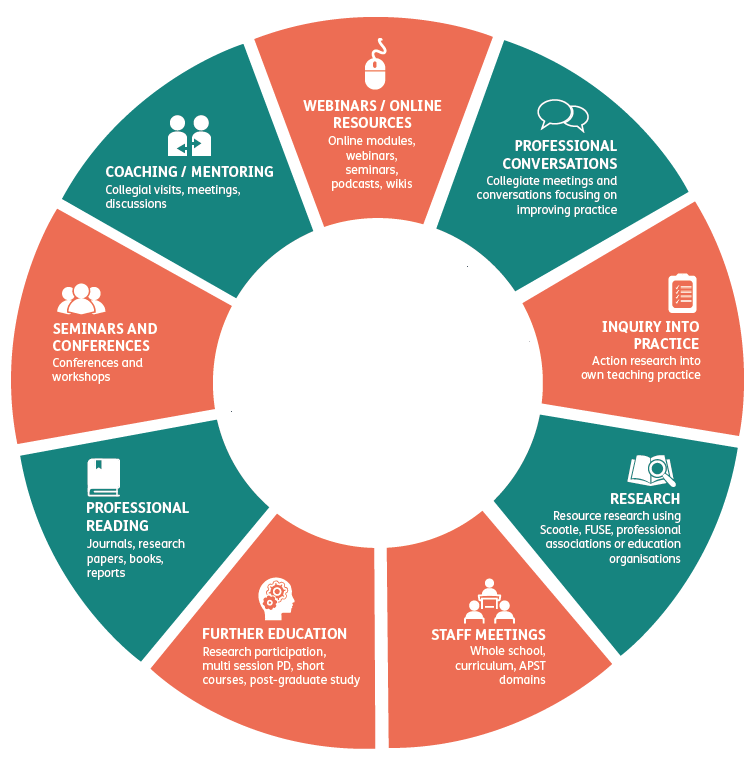 WEBINARS / ONLINE
RESOURCES
Online modules,
webinars,
seminars,
podcasts, wikis
PROFESSIONAL
CONVERSATIONS
Collegiate meetings and
conversations focusing on
improving practice
INQUIRY INTO
PRACTICE
Action research into
own teaching practice
RESEARCH
Resource research using
Scootle, FUSE, professional
associations or education
organisations
STAFF MEETINGS
Whole school,
curriculum, APST
domains
FURTHER EDUCATION
Research participation,
multi session PD, short
courses, post-graduate study
PROFESSIONAL
READING
Journals, research
papers, books,
reports
SEMINARS AND
CONFERENCES
Conferences and
workshops
COACHING / MENTORING
Collegial visits, meetings,
discussions